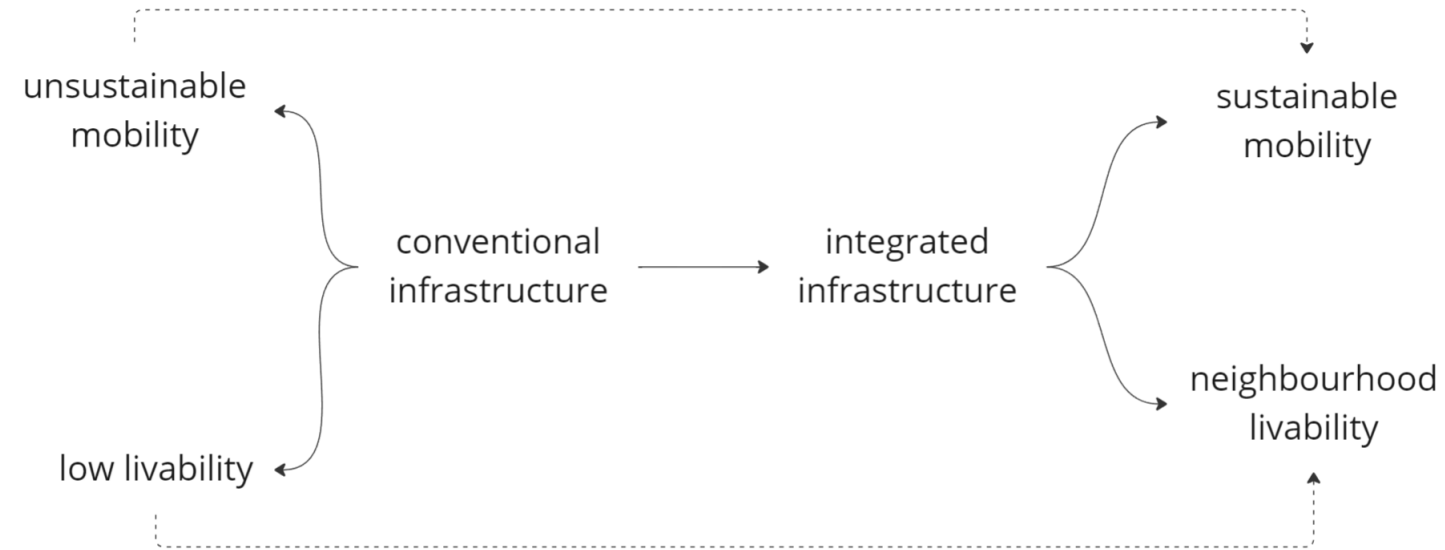 unsustainable
mobility
sustainable
mobility
conventional
infrastructure
integrated
infrastructure
neighbourhood
livability
low livability